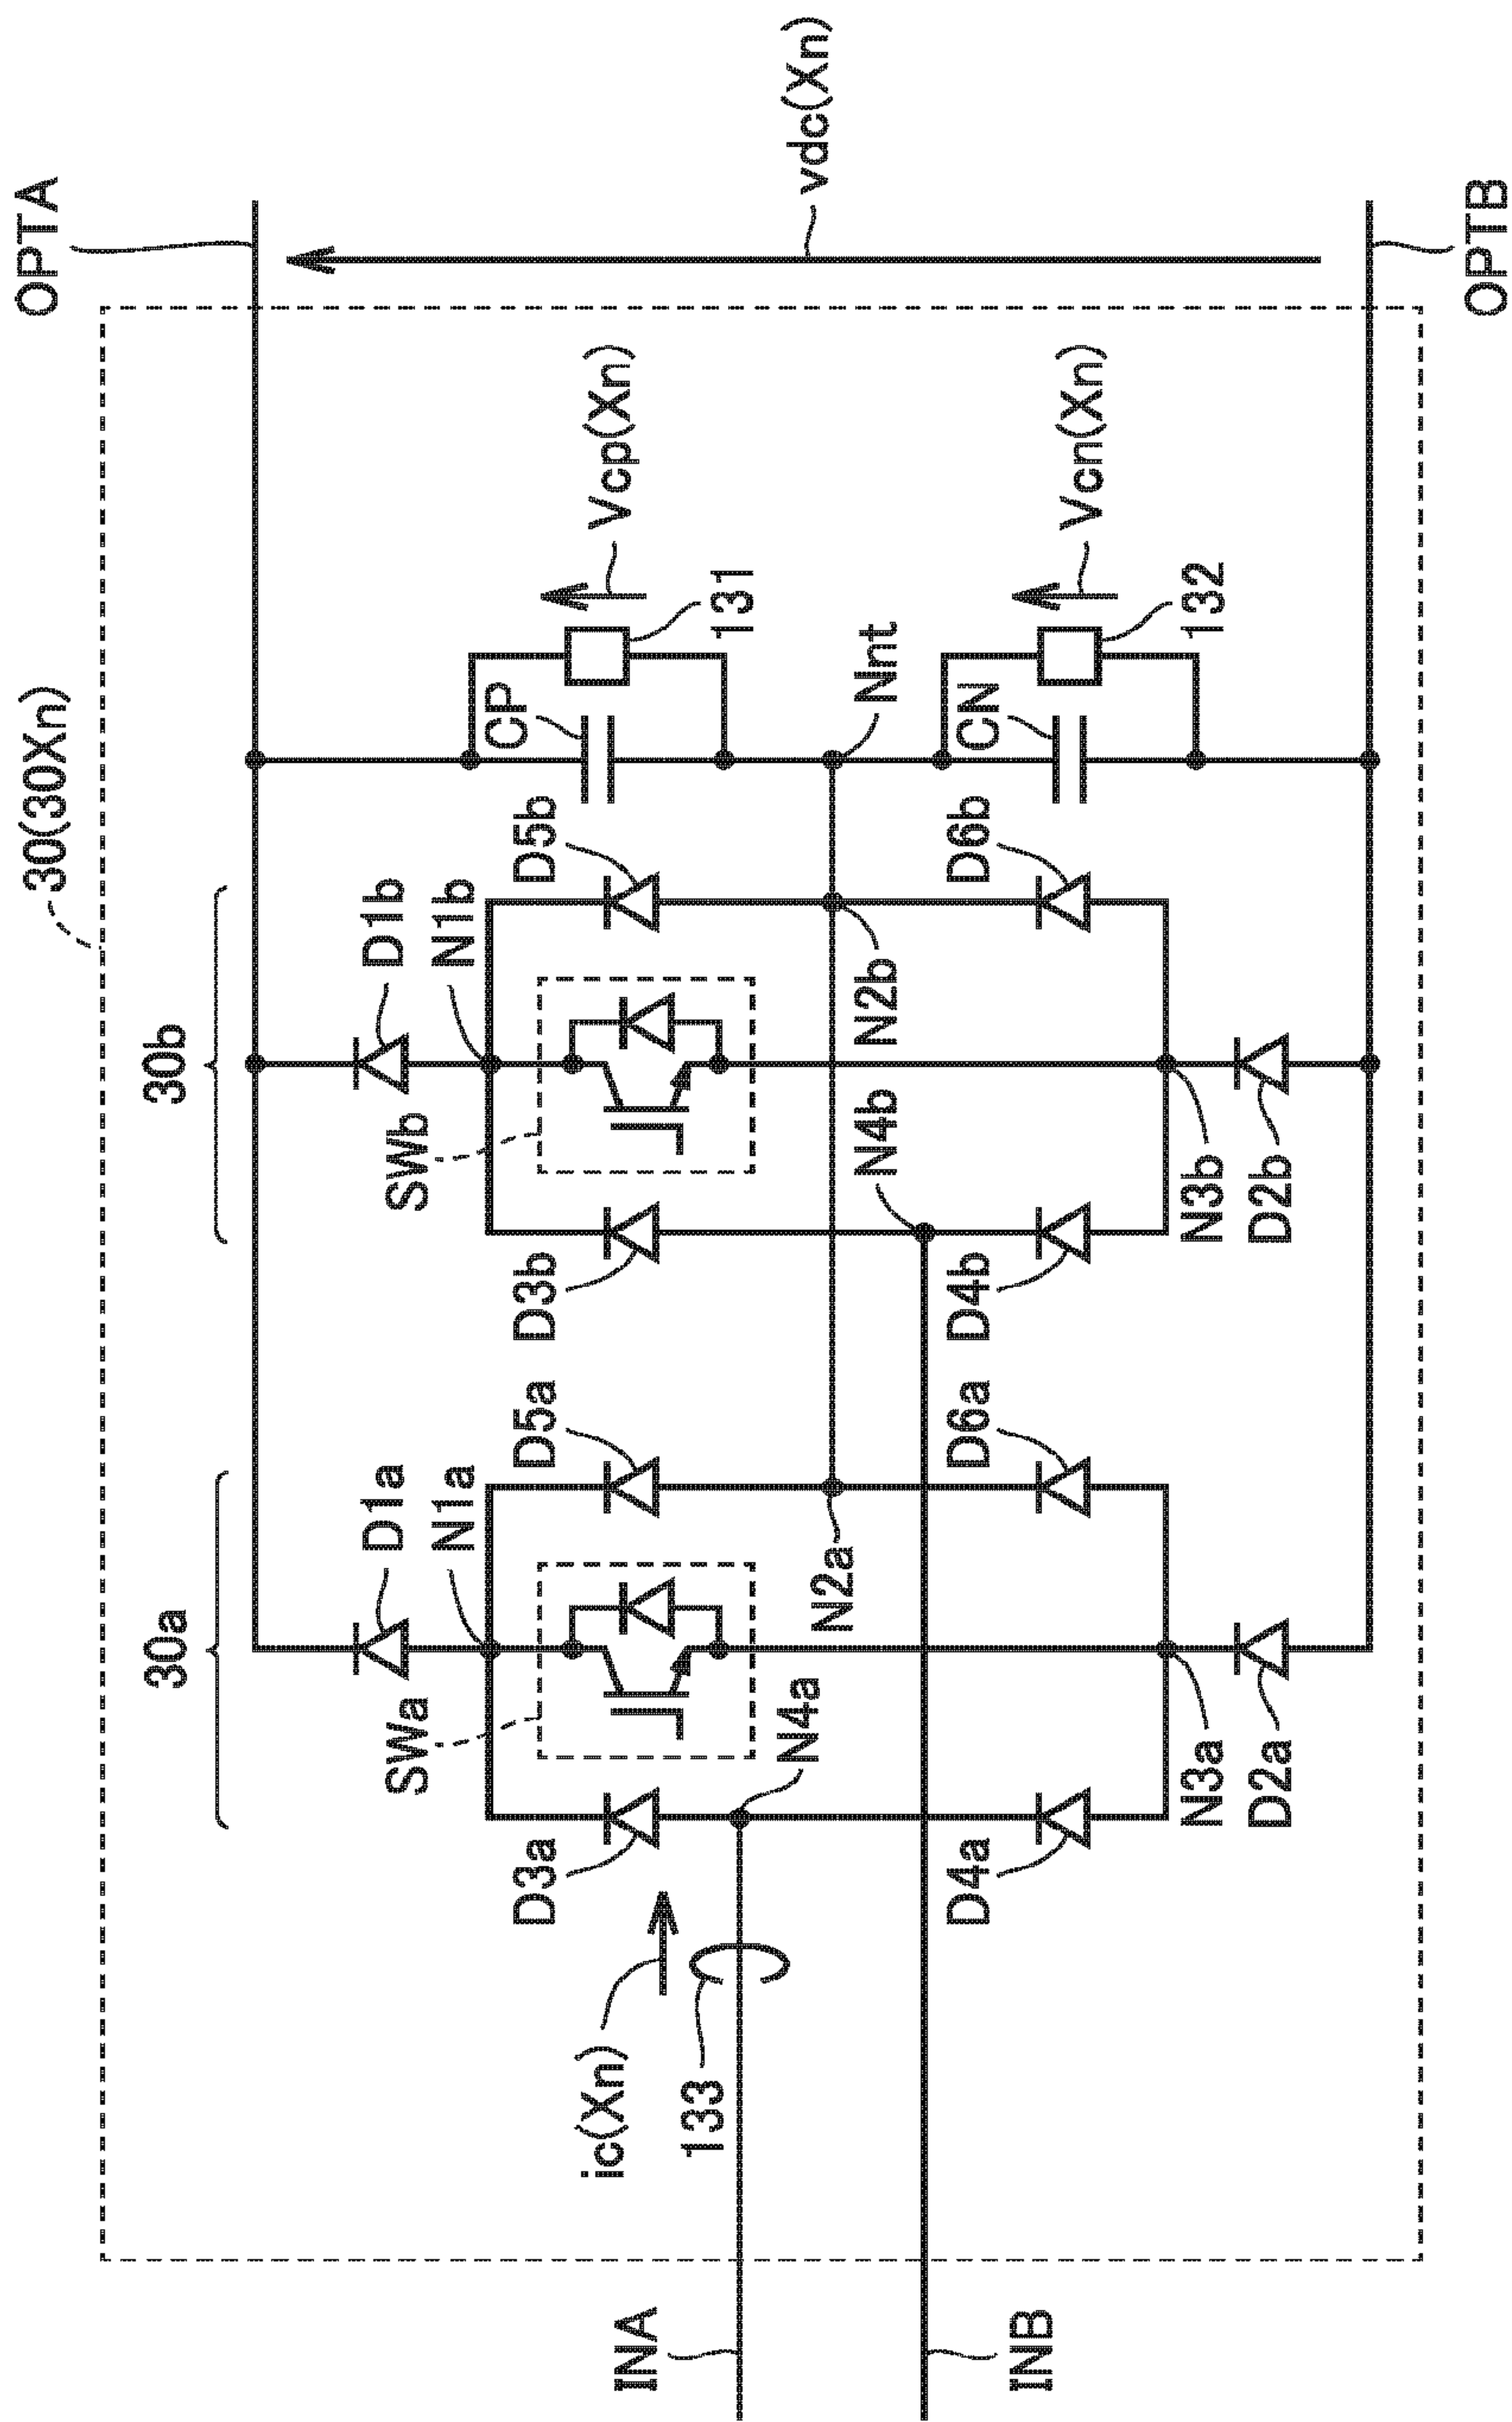 30(30Xn)
OPTA
30a
30b
D1a
D1b
N1a
N1b
SWa
SWb
D3a
D5a
D3b
D5b
CP
131
Vcp(Xn)
vdc(Xn)
ic(Xn)
133
INA
N4a
N2a
N4b
N2b
Nnt
INB
D4a
D6a
D4b
D6b
CN
132
Vcn(Xn)
N3a
N3b
D2a
D2b
OPTB